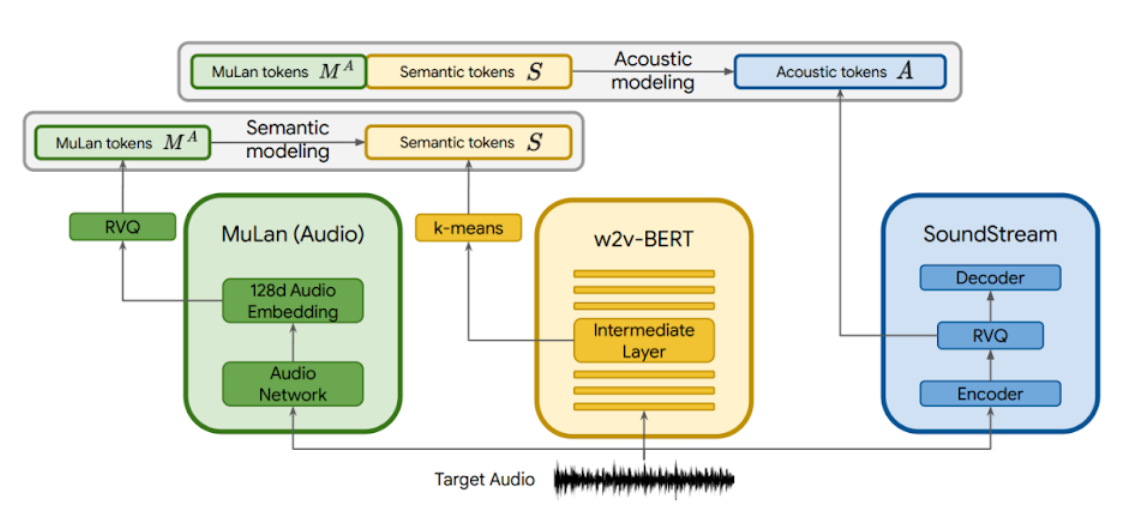 MuLan tokens M^A
Semantic tokens S
Acoustic
modeling
Acoustic tokens A
MuLan tokens M^A
Semantic
modeling
Semantic tokens S
RVQ
MuLan (Audio)
128d Audio
Embedding
Audio
Network
k-means
w2v-BERT
Intermediate
Layer
SoundStream
Decoder
RVQ
Encoder
Target Audio